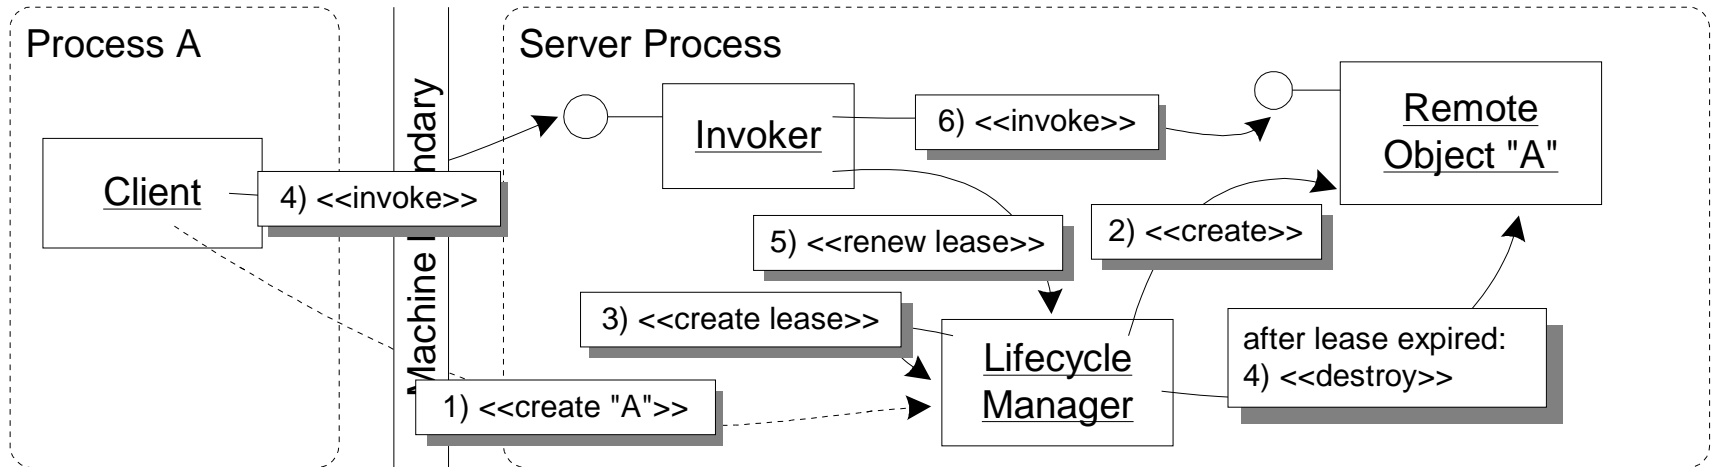 Process A
Server Process
Machine Boundary
Client
4) <<invoke>>
Invoker
6) <<invoke>>
Remote
Object "A"
5) <<renew lease>>
2) <<create>>
3) <<create lease>>
Lifecycle
Manager
after lease expired:
4) <<destroy>>
1) <<create "A">>